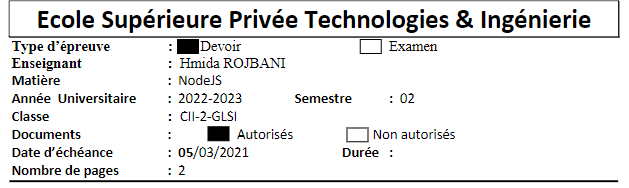 Ecole Supérieure Privée Technologies & Ingénierie
Type d'épreuve : Devoir Examen
Enseignant : Hmida ROJBANI
Matière : NodeJS
Année Universitaire : 2022-2023 Semestre : 02
Classe : CII-2-GLSI
Documents : Autorisés Non autorisés
Date d'échéance : 05/03/2021 Durée :
Nombre de pages : 2